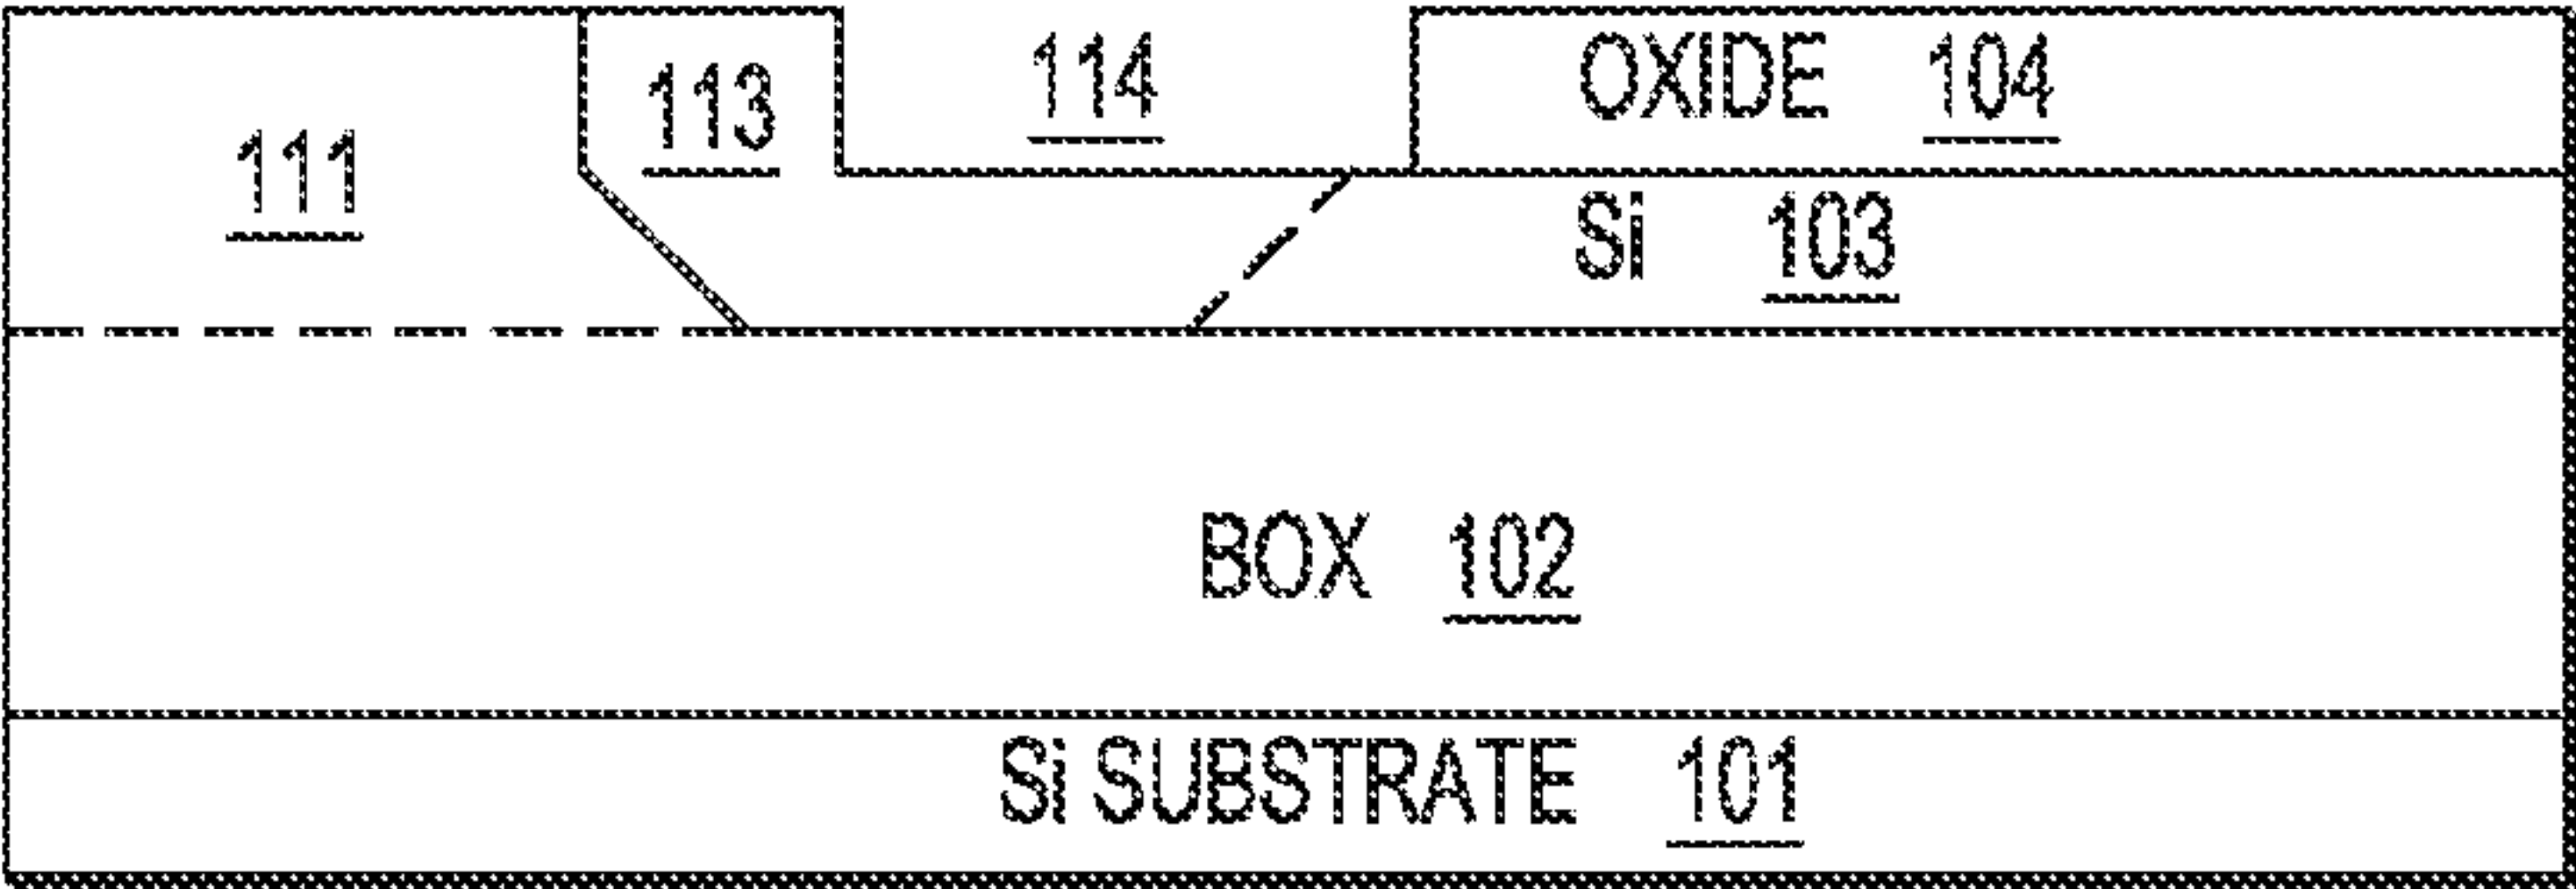 111
113
114
OXIDE 104
Si 103
BOX 102
Si SUBSTRATE 101